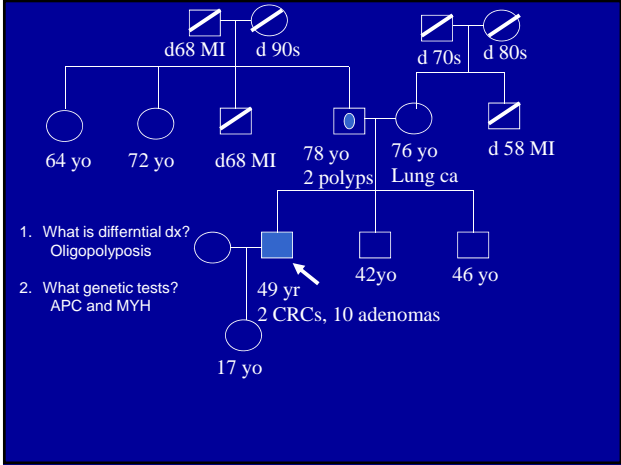 d68 MI
d 90s
d 70s
d 80s
64 yo
72 yo
d68 MI
78 yo
2 polyps
76 yo
Lung ca
d 58 MI
1. What is differntial dx?
Oligopolyposis
2. What genetic tests?
APC and MYH
49 yr
2 CRCs, 10 adenomas
42yo
46 yo
17 yo